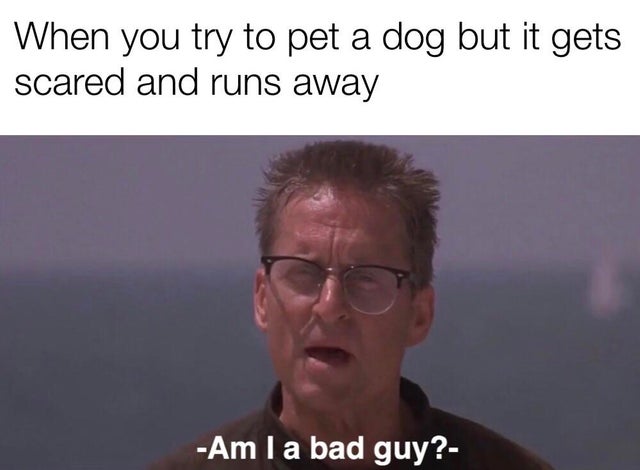 When you try to pet a dog but it gets
scared and runs away
-Am I a bad guy?-